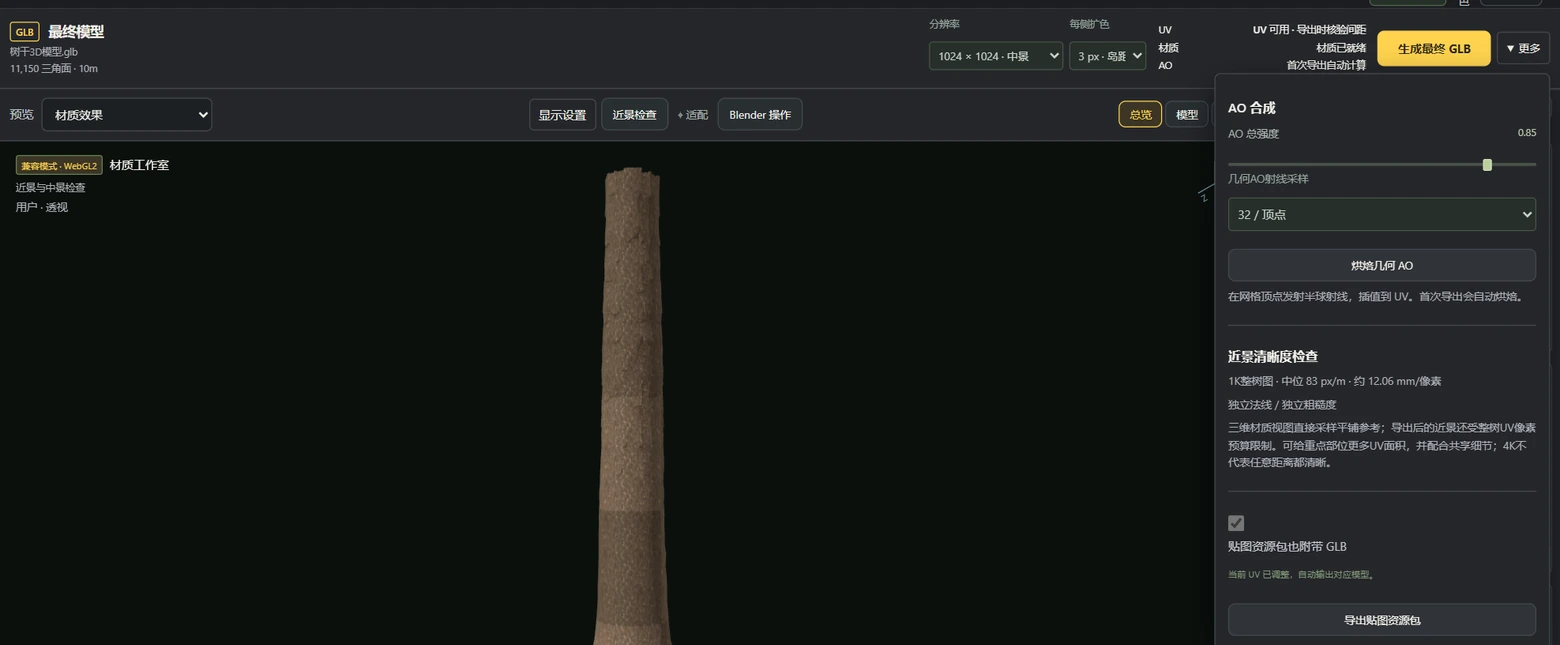 GLB 最终模型
树干3D模型.glb
11,150 三角面 · 10m
分辨率
1024 × 1024 · 中景
每侧扩色
UV
UV 可用 · 导出时核验间距
材质
材质已就绪
AO
首次导出自动计算
生成最终 GLB
▼ 更多
预览
材质效果
显示设置
近景检查
适配
Blender 操作
总览
模型
兼容模式 · WebGL2 材质工作室
近景与中景检查
用户 · 透视
Z
AO 合成
AO 总强度
0.85
几何AO射线采样
32 / 顶点
烘焙几何 AO
在网格顶点发射半球射线，插值到 UV。首次导出会自动烘焙。
近景清晰度检查
1K整树图 · 中位 83 px/m · 约 12.06 mm/像素
独立法线 / 独立粗糙度
三维材质视图直接采样平铺参考；导出后的近景还受整树UV像素
预算限制。可给重点部位更多UV面积，并配合共享细节；4K不
代表任意距离都清晰。
贴图资源包也附带 GLB
当前 UV 已调整，自动输出对应模型。
导出贴图资源包